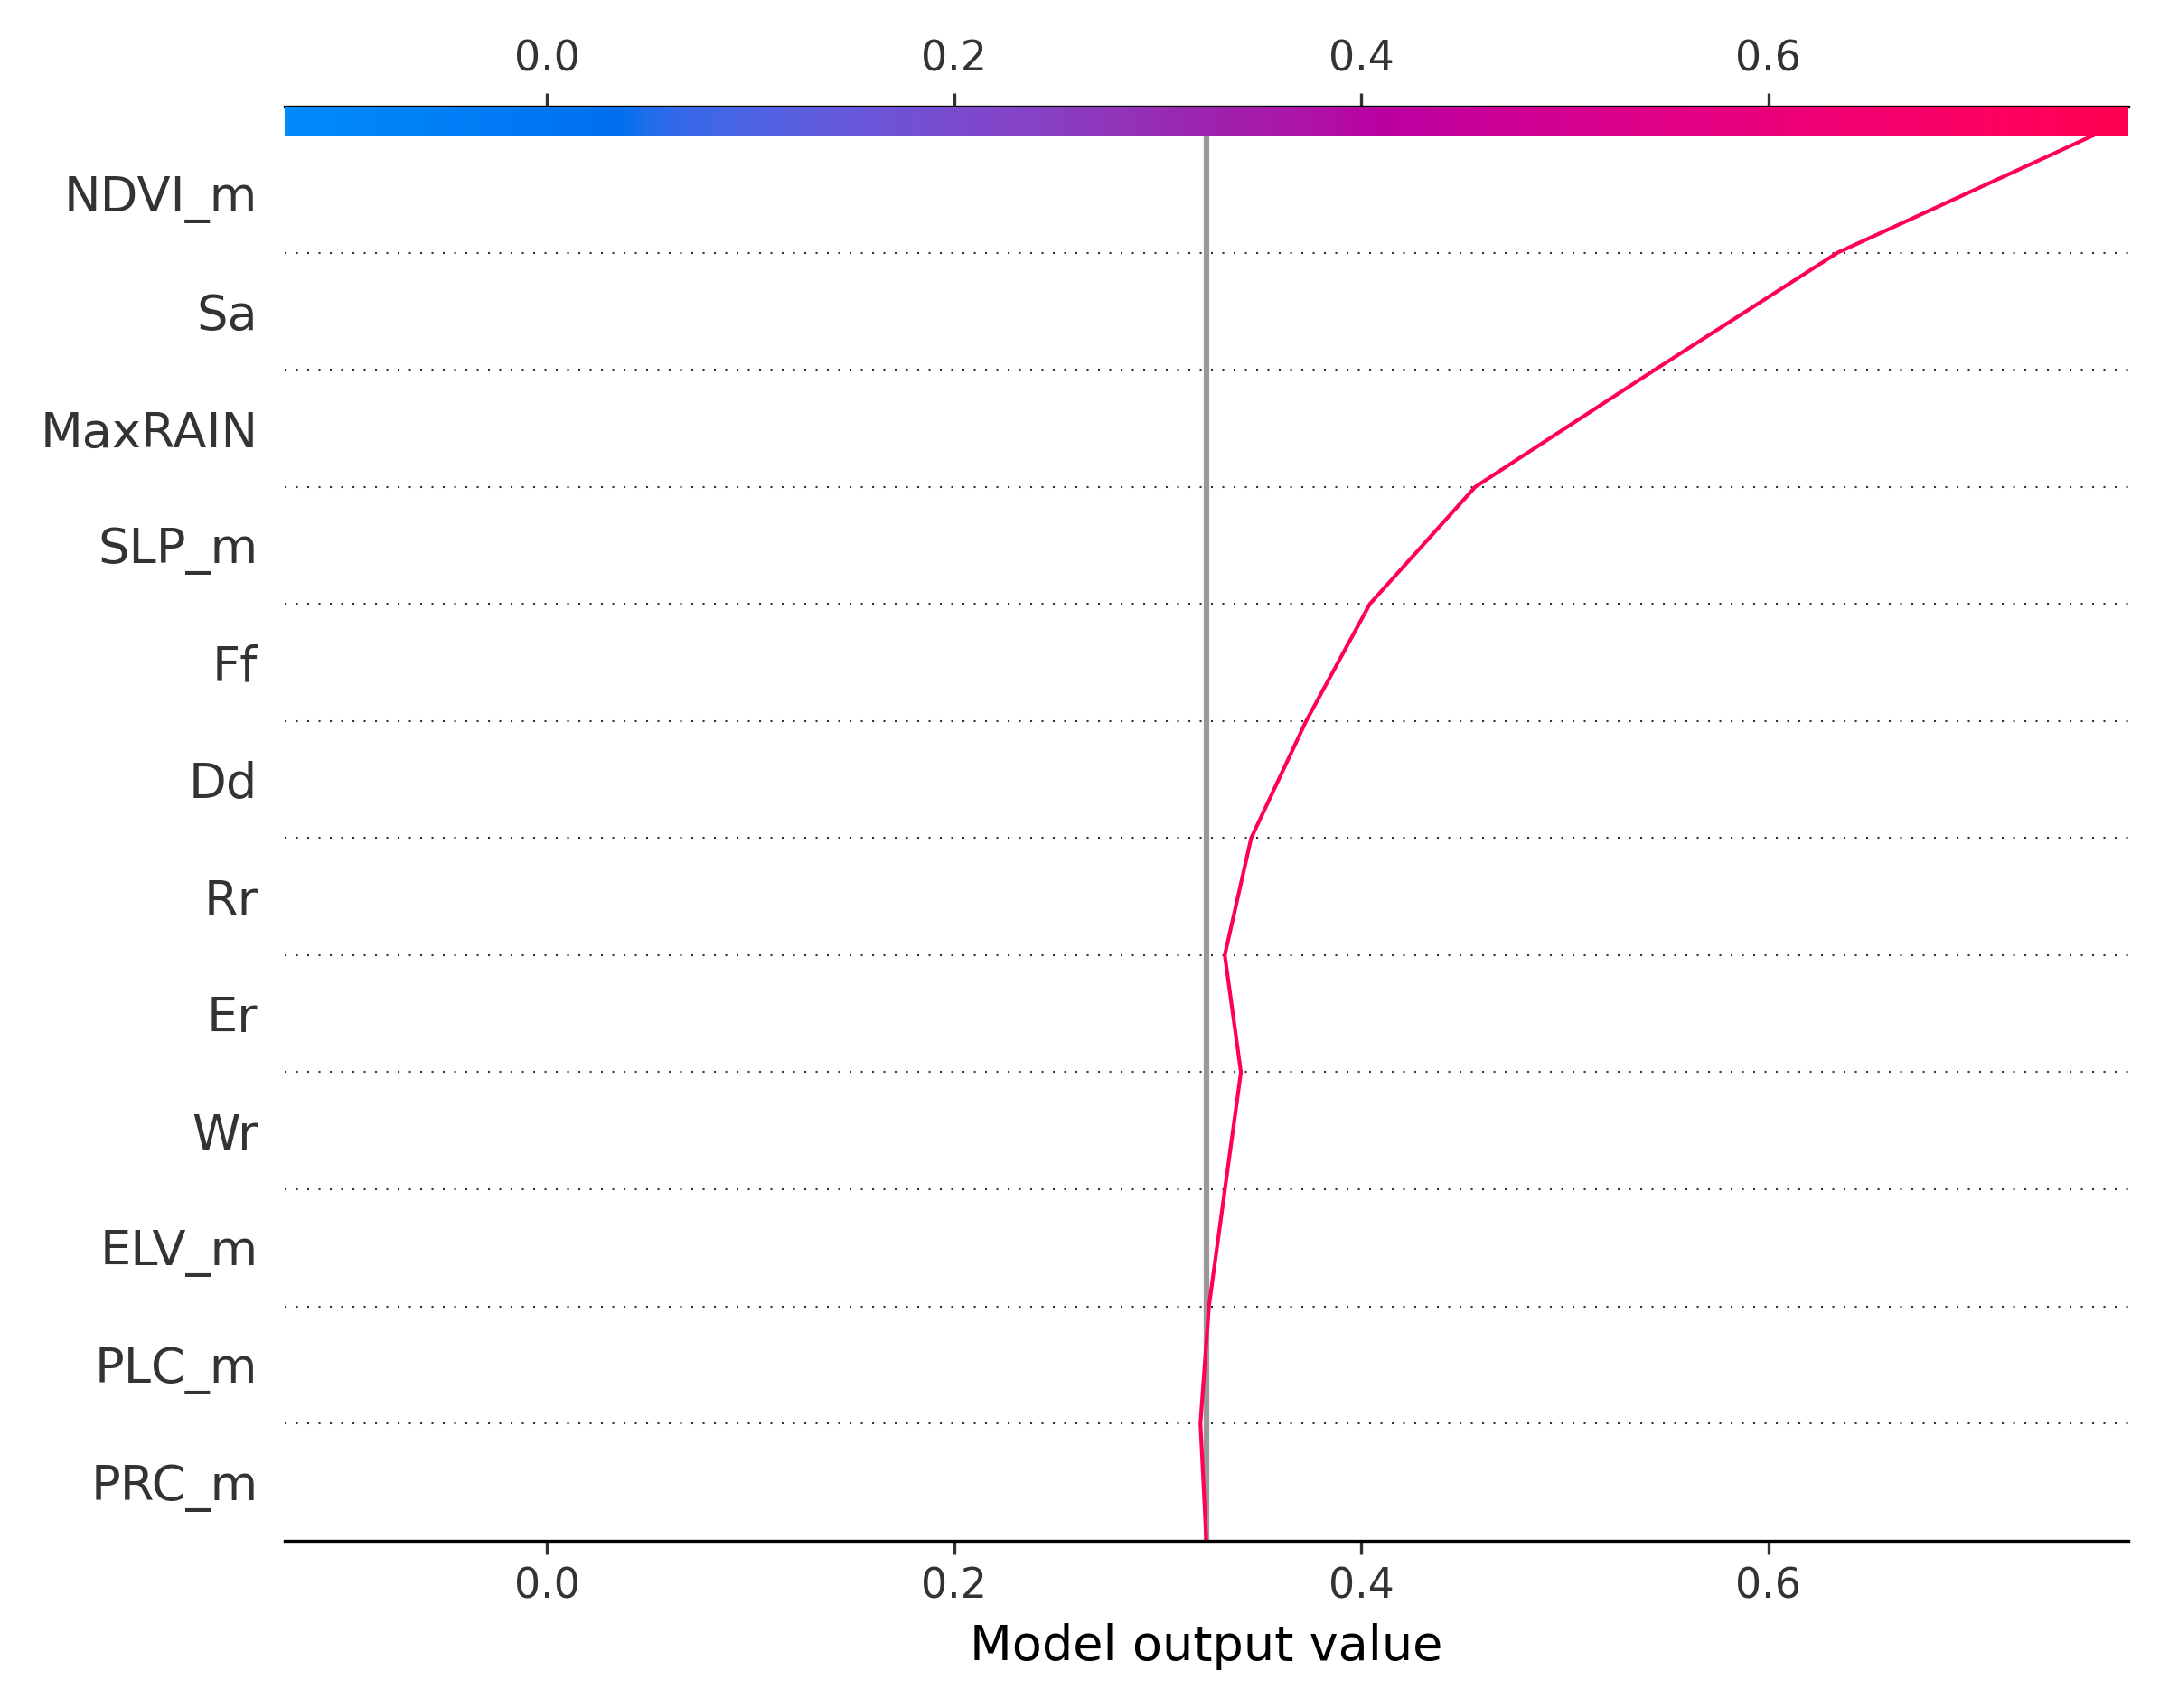 0.0 0.2 0.4 0.6
NDVI_m
Sa
MaxRAIN
SLP_m
Ff
Dd
Rr
Er
Wr
ELV_m
PLC_m
PRC_m
0.0 0.2 0.4 0.6
Model output value